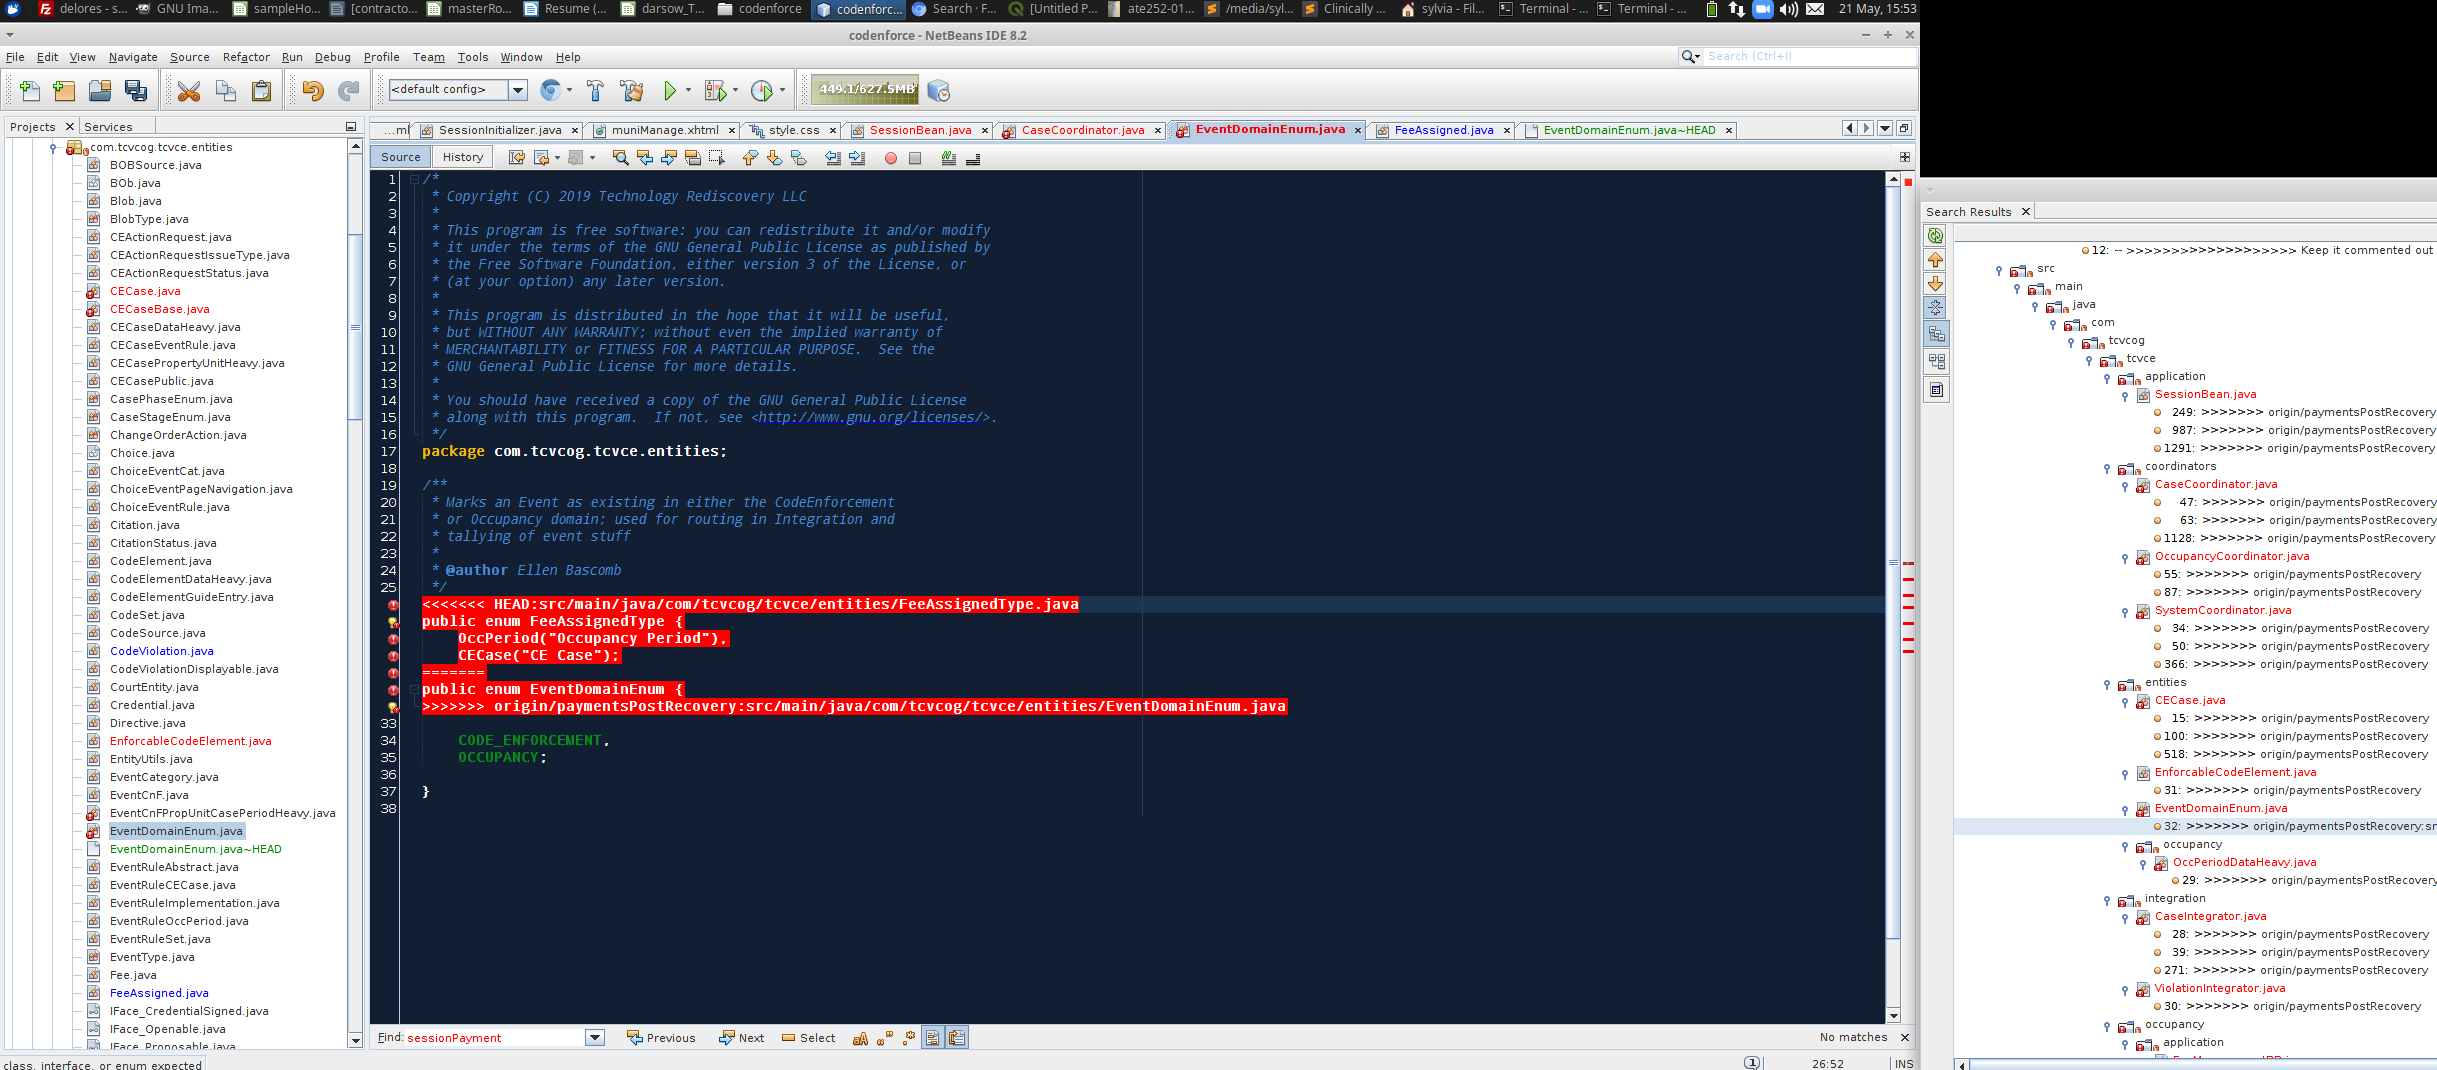 delores - s...
GNU Ima...
sampleHo...
[contracto...
masterRo...
Resume (...
darsow_T...
codenforce
codenforc...
Search · F...
[Untitled P...
ate252-01...
/media/syl...
Clinically ...
sylvia - Fil...
Terminal - ...
Terminal - ...
21 May, 15:53
codenforce - NetBeans IDE 8.2
File Edit View Navigate Source Refactor Run Debug Profile Team Tools Window Help
Search (Ctrl+I)
<default config>
449.1/627.5MB
Projects
Services
...ml
SessionInitializer.java
muniManage.xhtml
style.css
SessionBean.java
CaseCoordinator.java
EventDomainEnum.java
FeeAssigned.java
EventDomainEnum.java~HEAD
Source History
com.tcvcog.tcvce.entities
BOBSource.java
BOb.java
Blob.java
BlobType.java
CEActionRequest.java
CEActionRequestIssueType.java
CEActionRequestStatus.java
CECase.java
CECaseBase.java
CECaseDataHeavy.java
CECaseEventRule.java
CECasePropertyUnitHeavy.java
CECasePublic.java
CasePhaseEnum.java
CaseStageEnum.java
ChangeOrderAction.java
Choice.java
ChoiceEventCat.java
ChoiceEventPageNavigation.java
ChoiceEventRule.java
Citation.java
CitationStatus.java
CodeElement.java
CodeElementDataHeavy.java
CodeElementGuideEntry.java
CodeSet.java
CodeSource.java
CodeViolation.java
CodeViolationDisplayable.java
CourtEntity.java
Credential.java
Directive.java
EnforcableCodeElement.java
EntityUtils.java
EventCategory.java
EventCnF.java
EventCnFPropUnitCasePeriodHeavy.java
EventDomainEnum.java
EventDomainEnum.java~HEAD
EventRuleAbstract.java
EventRuleCECase.java
EventRuleImplementation.java
EventRuleOccPeriod.java
EventRuleSet.java
EventType.java
Fee.java
FeeAssigned.java
IFace_CredentialSigned.java
IFace_Openable.java
IFace_Proposable.java
class, interface, or enum expected
1 /*
2 * Copyright (C) 2019 Technology Rediscovery LLC
3 *
4 * This program is free software: you can redistribute it and/or modify
5 * it under the terms of the GNU General Public License as published by
6 * the Free Software Foundation, either version 3 of the License, or
7 * (at your option) any later version.
8 *
9 * This program is distributed in the hope that it will be useful,
10 * but WITHOUT ANY WARRANTY; without even the implied warranty of
11 * MERCHANTABILITY or FITNESS FOR A PARTICULAR PURPOSE.  See the
12 * GNU General Public License for more details.
13 *
14 * You should have received a copy of the GNU General Public License
15 * along with this program.  If not, see <http://www.gnu.org/licenses/>.
16 */
17 package com.tcvcog.tcvce.entities;
18
19 /**
20 * Marks an Event as existing in either the CodeEnforcement
21 * or Occupancy domain; used for routing in Integration and
22 * tallying of event stuff
23 *
24 * @author Ellen Bascomb
25 */
<<<<<<< HEAD:src/main/java/com/tcvcog/tcvce/entities/FeeAssignedType.java
public enum FeeAssignedType {
OccPeriod("Occupancy Period"),
CECase("CE Case");
=======
public enum EventDomainEnum {
>>>>>>> origin/paymentsPostRecovery:src/main/java/com/tcvcog/tcvce/entities/EventDomainEnum.java
33
34 CODE_ENFORCEMENT,
35 OCCUPANCY;
36
37 }
38
Find: sessionPayment
Previous Next Select
No matches
26:52 INS
Search Results
12: -- >>>>>>>>>>>>>>>>>>>> Keep it commented out
src
main
java
com
tcvcog
tcvce
application
SessionBean.java
249: >>>>>>> origin/paymentsPostRecovery
987: >>>>>>> origin/paymentsPostRecovery
1291: >>>>>>> origin/paymentsPostRecovery
coordinators
CaseCoordinator.java
47: >>>>>>> origin/paymentsPostRecovery
63: >>>>>>> origin/paymentsPostRecovery
1128: >>>>>>> origin/paymentsPostRecovery
OccupancyCoordinator.java
55: >>>>>>> origin/paymentsPostRecovery
87: >>>>>>> origin/paymentsPostRecovery
SystemCoordinator.java
34: >>>>>>> origin/paymentsPostRecovery
50: >>>>>>> origin/paymentsPostRecovery
366: >>>>>>> origin/paymentsPostRecovery
entities
CECase.java
15: >>>>>>> origin/paymentsPostRecovery
100: >>>>>>> origin/paymentsPostRecovery
518: >>>>>>> origin/paymentsPostRecovery
EnforcableCodeElement.java
31: >>>>>>> origin/paymentsPostRecovery
EventDomainEnum.java
32: >>>>>>> origin/paymentsPostRecovery:sr
occupancy
OccPeriodDataHeavy.java
29: >>>>>>> origin/paymentsPostRecovery
integration
CaseIntegrator.java
28: >>>>>>> origin/paymentsPostRecovery
39: >>>>>>> origin/paymentsPostRecovery
271: >>>>>>> origin/paymentsPostRecovery
ViolationIntegrator.java
30: >>>>>>> origin/paymentsPostRecovery
occupancy
application